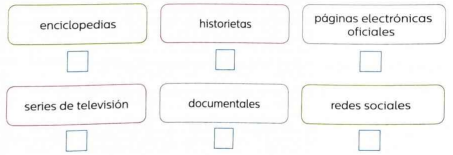 enciclopedias
historietas
páginas electrónicas
oficiales
series de televisión
documentales
redes sociales